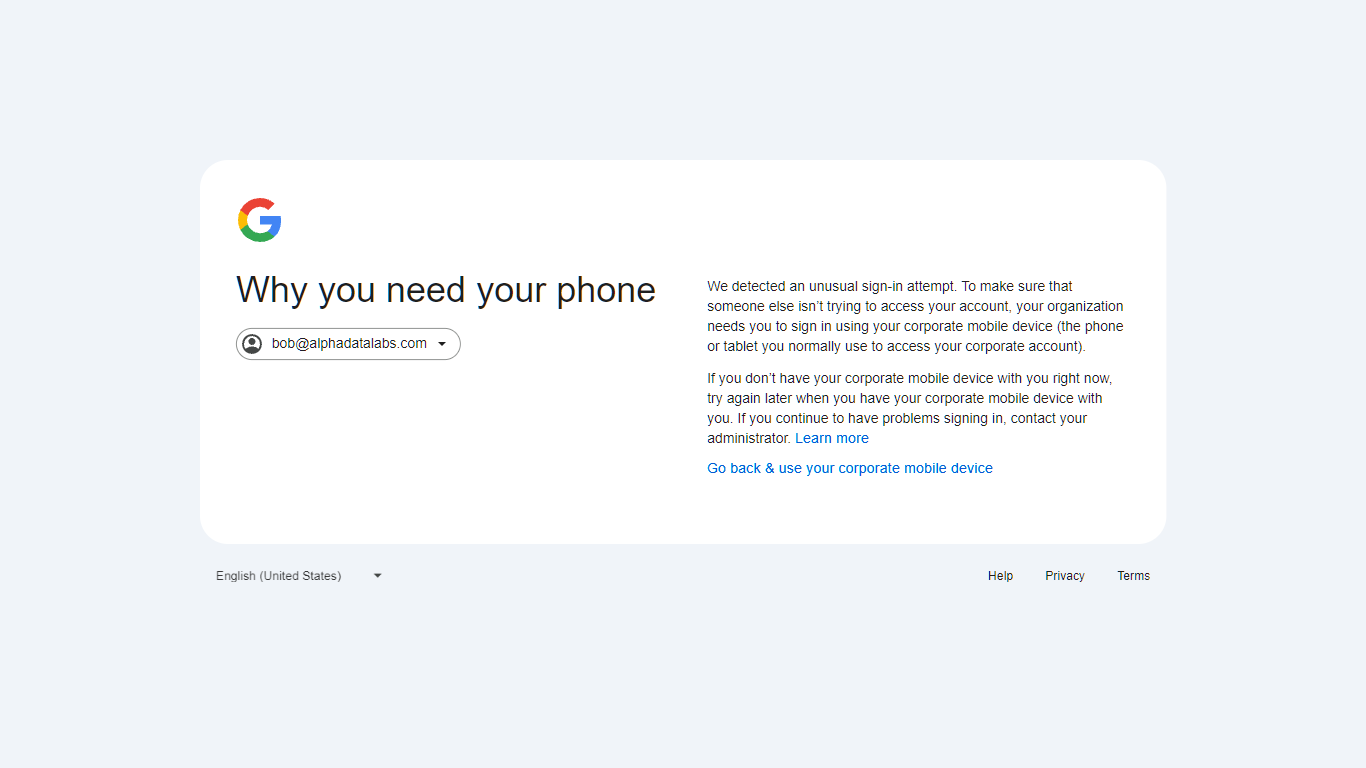 Why you need your phone
bob@alphadatalabs.com
We detected an unusual sign-in attempt. To make sure that
someone else isn’t trying to access your account, your organization
needs you to sign in using your corporate mobile device (the phone
or tablet you normally use to access your corporate account).
If you don’t have your corporate mobile device with you right now,
try again later when you have your corporate mobile device with
you. If you continue to have problems signing in, contact your
administrator. Learn more
Go back & use your corporate mobile device
English (United States)
Help
Privacy
Terms